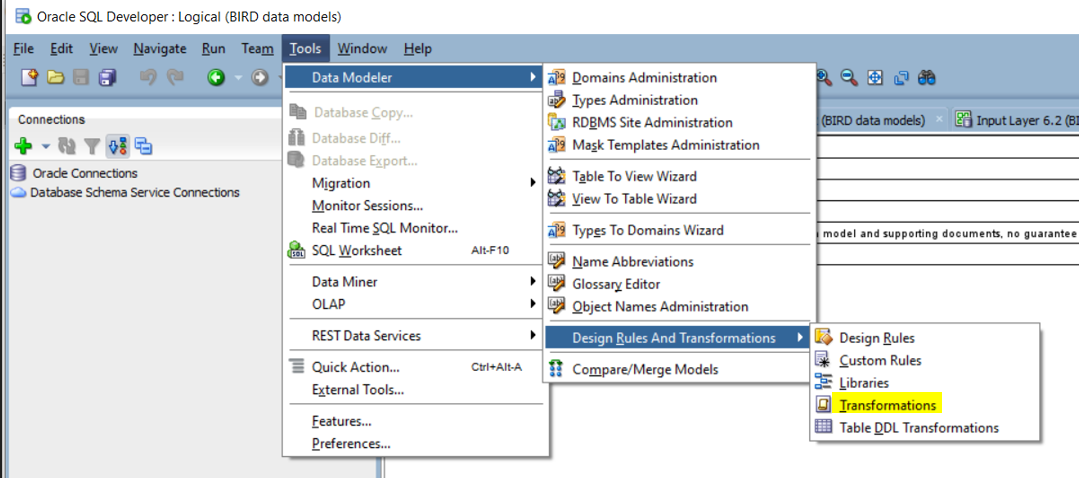 Oracle SQL Developer : Logical (BIRD data models)
File Edit View Navigate Run Team Tools Window Help
Connections
Oracle Connections
Database Schema Service Connections
Data Modeler
Database Copy...
Database Diff...
Database Export...
Migration
Monitor Sessions...
Real Time SQL Monitor...
SQL Worksheet Alt-F10
Data Miner
OLAP
REST Data Services
Quick Action... Ctrl+Alt-A
External Tools...
Features...
Preferences...
Domains Administration
Types Administration
RDBMS Site Administration
Mask Templates Administration
Table To View Wizard
View To Table Wizard
Types To Domains Wizard
Name Abbreviations
Glossary Editor
Object Names Administration
Design Rules And Transformations
Compare/Merge Models
Design Rules
Custom Rules
Libraries
Transformations
Table DDL Transformations
(BIRD data models)
Input Layer 6.2 (BI
model and supporting documents, no guarantee